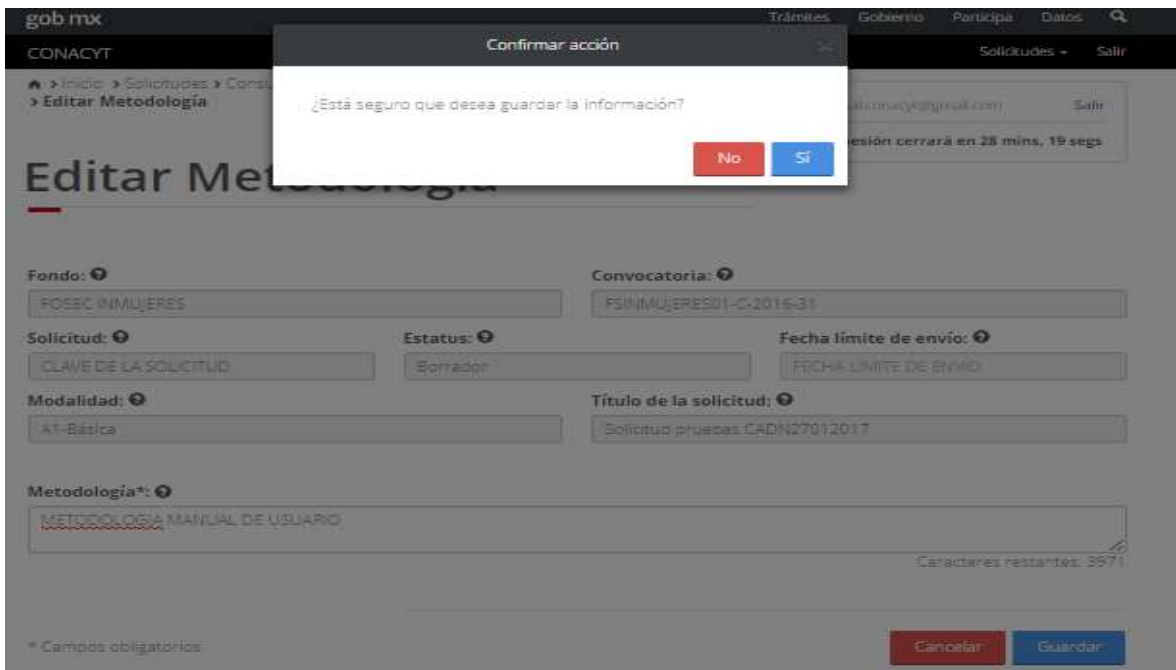 gob mx
Trámites Gobierno Participa Datos
CONACYT
Solicitudes Salir
Confirmar acción
¿Está seguro que desea guardar la información?
No Sí
> Inicio > Solicitudes >
> Editar Metodología
Salir
sesión cerrará en 28 mins, 19 segs
Editar Metodología
Fondo:
Convocatoria:
FOSEC INMUJERES
FSINMUJERES01-C-2016-31
Solicitud:
Estatus:
Fecha límite de envío:
CLAVE DE LA SOLICITUD
Borrador
FECHA LIMITE DE ENVIO
Modalidad:
Título de la solicitud:
A1-Básica
Solicitud pruebas CADN27012017
Metodología*:
METODOLOGIA MANUAL DE USUARIO
Caracteres restantes: 3971
* Campos obligatorios
Cancelar Guardar